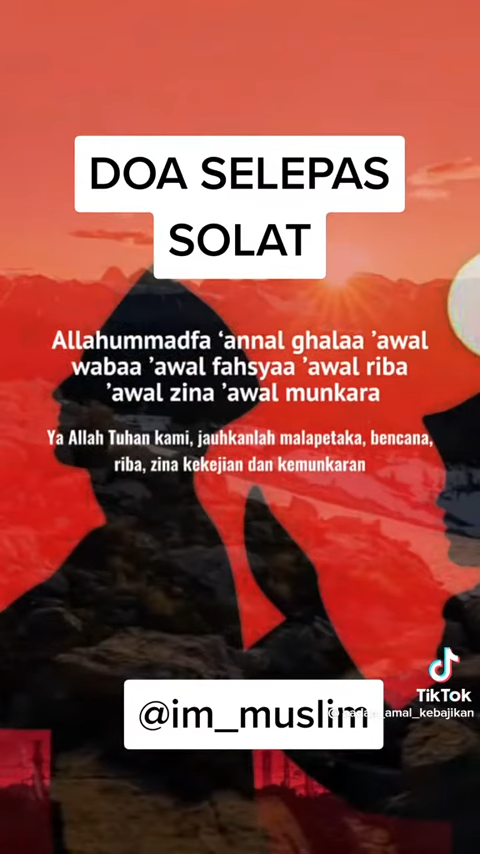 DOA SELEPAS
SOLAT
Allahummadfa ‘annal ghalaa ’awal
wabaa ’awal fahsyaa ’awal riba
’awal zina ’awal munkara
Ya Allah Tuhan kami, jauhkanlah malapetaka, bencana,
riba, zina kekejian dan kemunkaran
TikTok
@im_muslim
amal_kebajikan